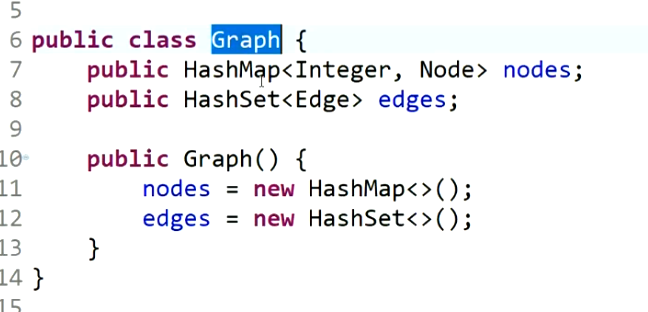 5
6 public class Graph {
7 public HashMap<Integer, Node> nodes;
8 public HashSet<Edge> edges;
9
10 public Graph() {
11 nodes = new HashMap<>();
12 edges = new HashSet<>();
13 }
14 }
15